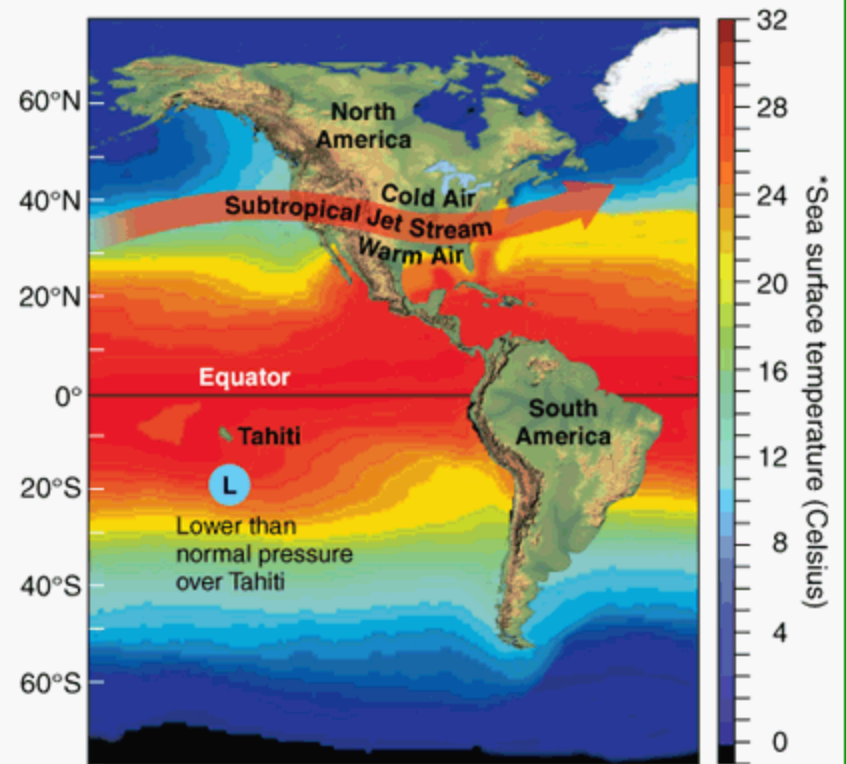 North
America
Cold Air
Subtropical Jet Stream
Warm Air
Equator
Tahiti
South
America
L
Lower than
normal pressure
over Tahiti
60°N
40°N
20°N
0°
20°S
40°S
60°S
32
28
24
20
16
12
8
4
0
*Sea surface temperature (Celsius)